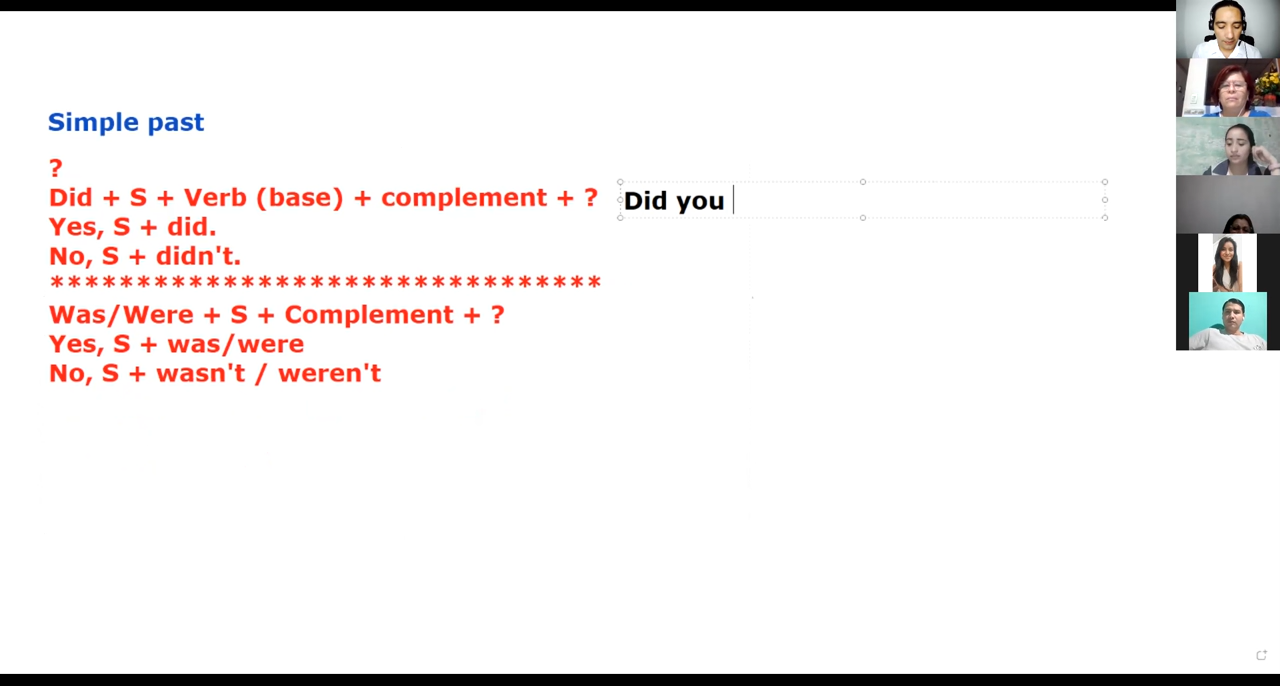 Simple past
?
Did + S + Verb (base) + complement + ?
Yes, S + did.
No, S + didn't.
********************************
Was/Were + S + Complement + ?
Yes, S + was/were
No, S + wasn't / weren't
Did you